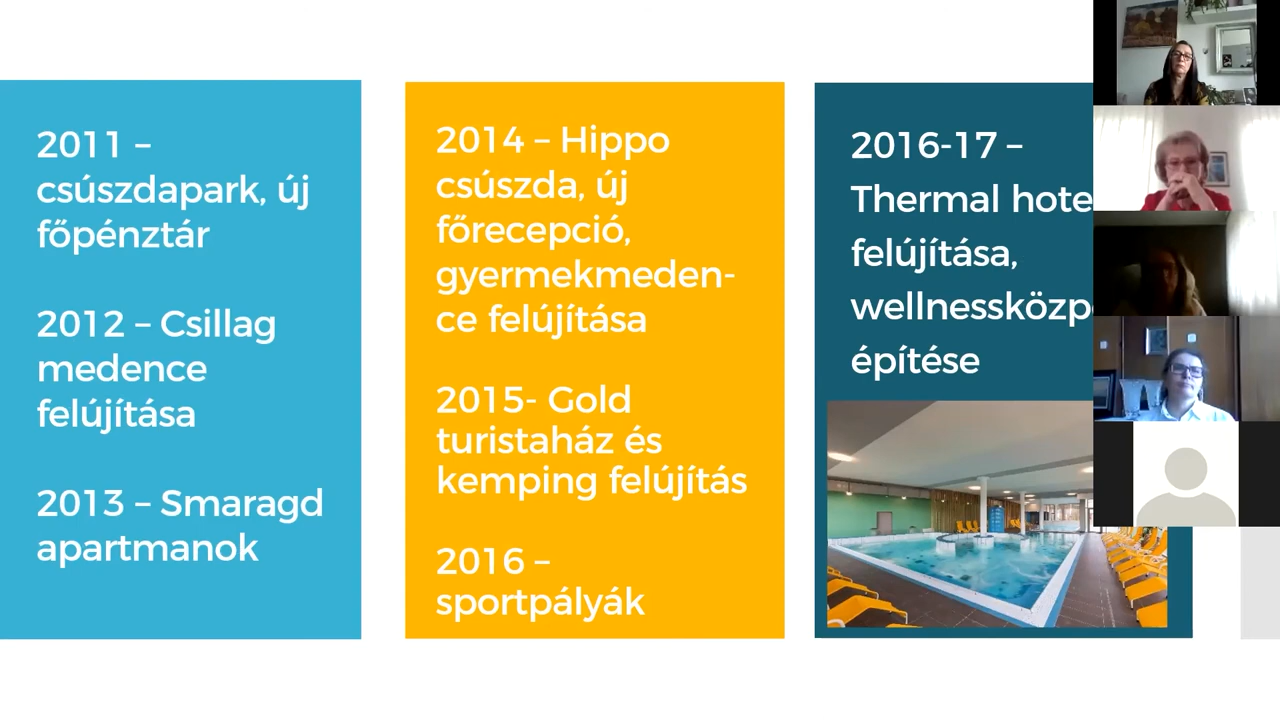 2011 –
csúszdapark, új
főpénztár
2012 – Csillag
medence
felújítása
2013 – Smaragd
apartmanok
2014 – Hippo
csúszda, új
főrecepció,
gyermekmeden-
ce felújítása
2015- Gold
turistaház és
kemping felújítás
2016 –
sportpályák
2016-17 –
Thermal
felújítása,
építése